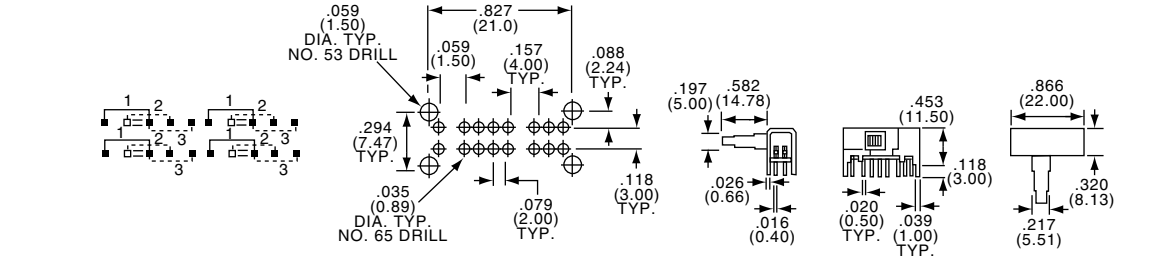 1 2 3
1 2 3
1 2 3
1 2 3
.059
(1.50)
DIA. TYP.
NO. 53 DRILL
.827
(21.0)
.059
(1.50)
.157
(4.00)
TYP.
.088
(2.24)
TYP.
.294
(7.47)
TYP.
.035
(0.89)
DIA. TYP.
NO. 65 DRILL
.079
(2.00)
TYP.
.118
(3.00)
TYP.
.197
(5.00)
.582
(14.78)
.026
(0.66)
.016
(0.40)
.453
(11.50)
.118
(3.00)
.020
(0.50)
TYP.
.039
(1.00)
TYP.
.866
(22.00)
.320
(8.13)
.217
(5.51)